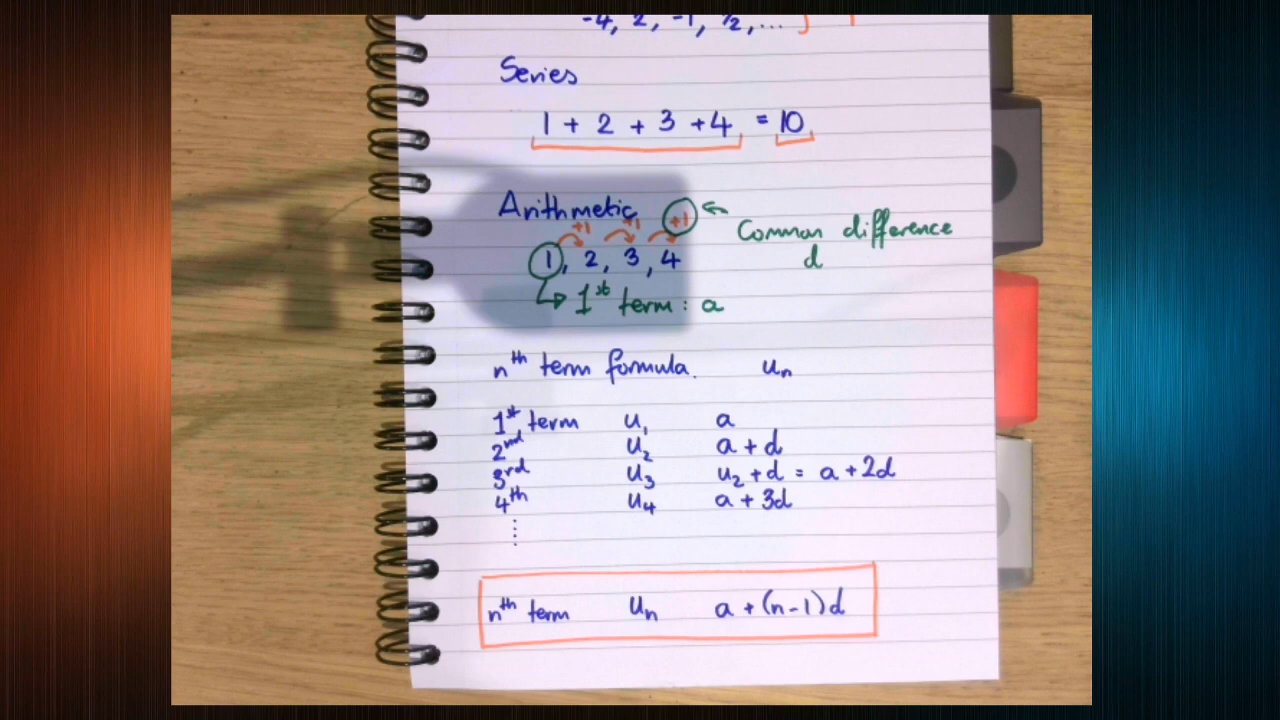 -4, 2, -1, ½, ...
Series
1 + 2 + 3 + 4 = 10
Arithmetic
+1 +1 +1
Common difference
d
1, 2, 3, 4
1st term : a
nth term formula. un
1st term u1 a
2nd u2 a + d
3rd u3 u2 + d = a + 2d
4th u4 a + 3d
⋮
nth term un a + (n-1)d